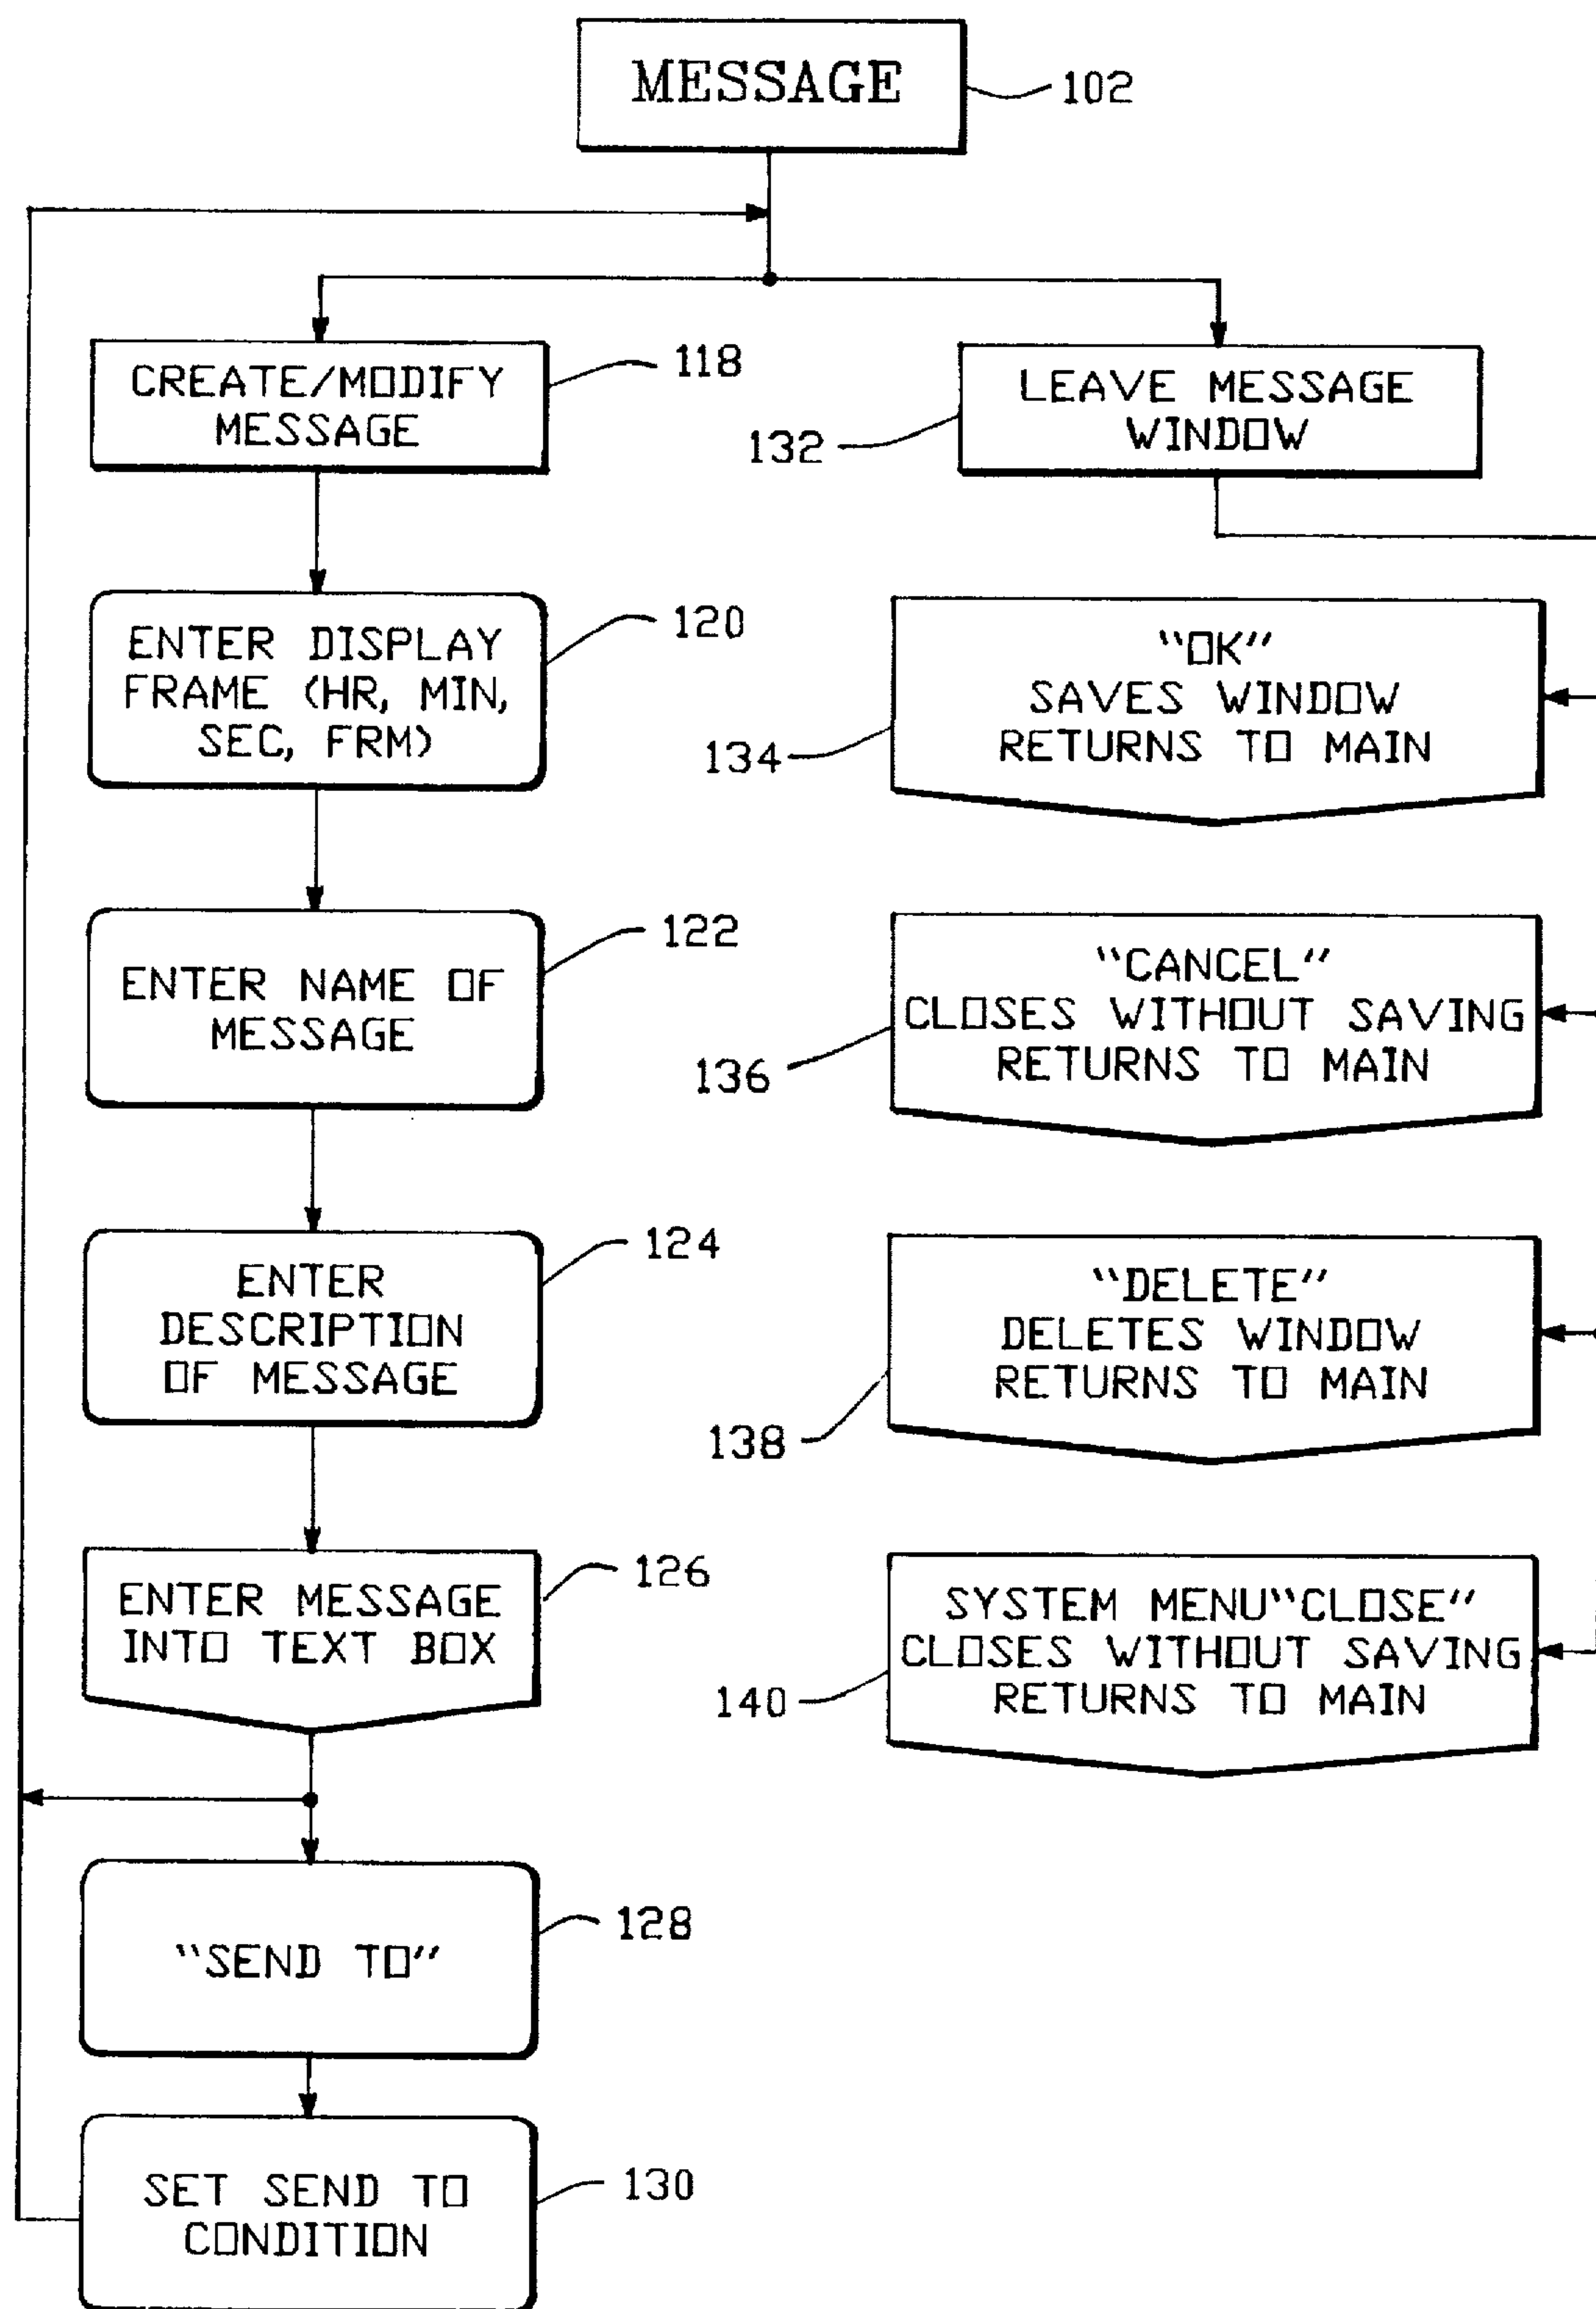 MESSAGE
102
CREATE/MODIFY
MESSAGE
118
LEAVE MESSAGE
WINDOW
132
ENTER DISPLAY
FRAME (HR, MIN,
SEC, FRM)
120
"OK"
SAVES WINDOW
RETURNS TO MAIN
134
ENTER NAME OF
MESSAGE
122
"CANCEL"
CLOSES WITHOUT SAVING
RETURNS TO MAIN
136
ENTER
DESCRIPTION
OF MESSAGE
124
"DELETE"
DELETES WINDOW
RETURNS TO MAIN
138
ENTER MESSAGE
INTO TEXT BOX
126
SYSTEM MENU"CLOSE"
CLOSES WITHOUT SAVING
RETURNS TO MAIN
140
"SEND TO"
128
SET SEND TO
CONDITION
130